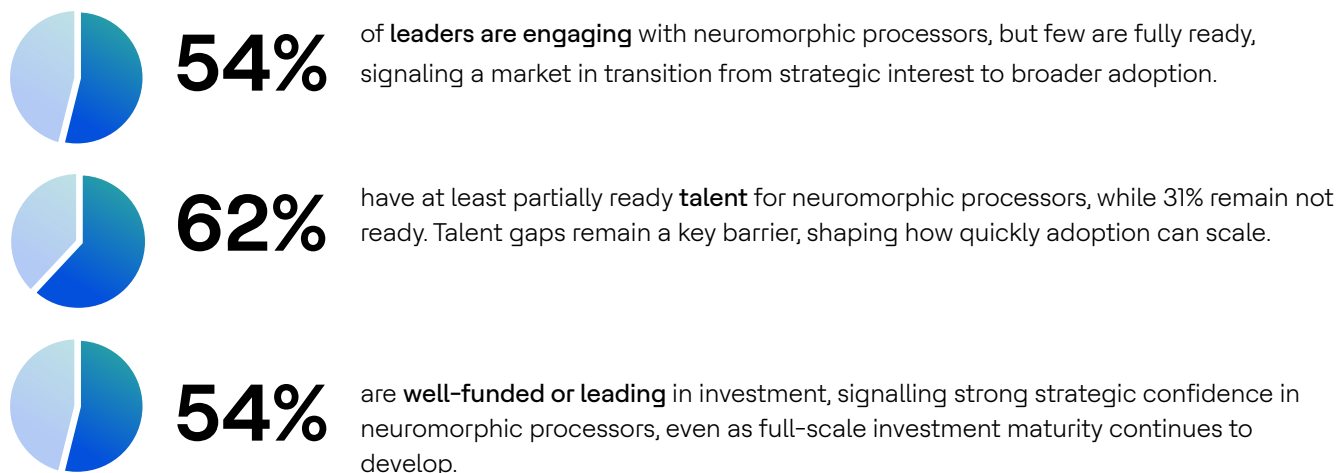 54%
of leaders are engaging with neuromorphic processors, but few are fully ready,
signaling a market in transition from strategic interest to broader adoption.
62%
have at least partially ready talent for neuromorphic processors, while 31% remain not
ready. Talent gaps remain a key barrier, shaping how quickly adoption can scale.
54%
are well-funded or leading in investment, signalling strong strategic confidence in
neuromorphic processors, even as full-scale investment maturity continues to
develop.